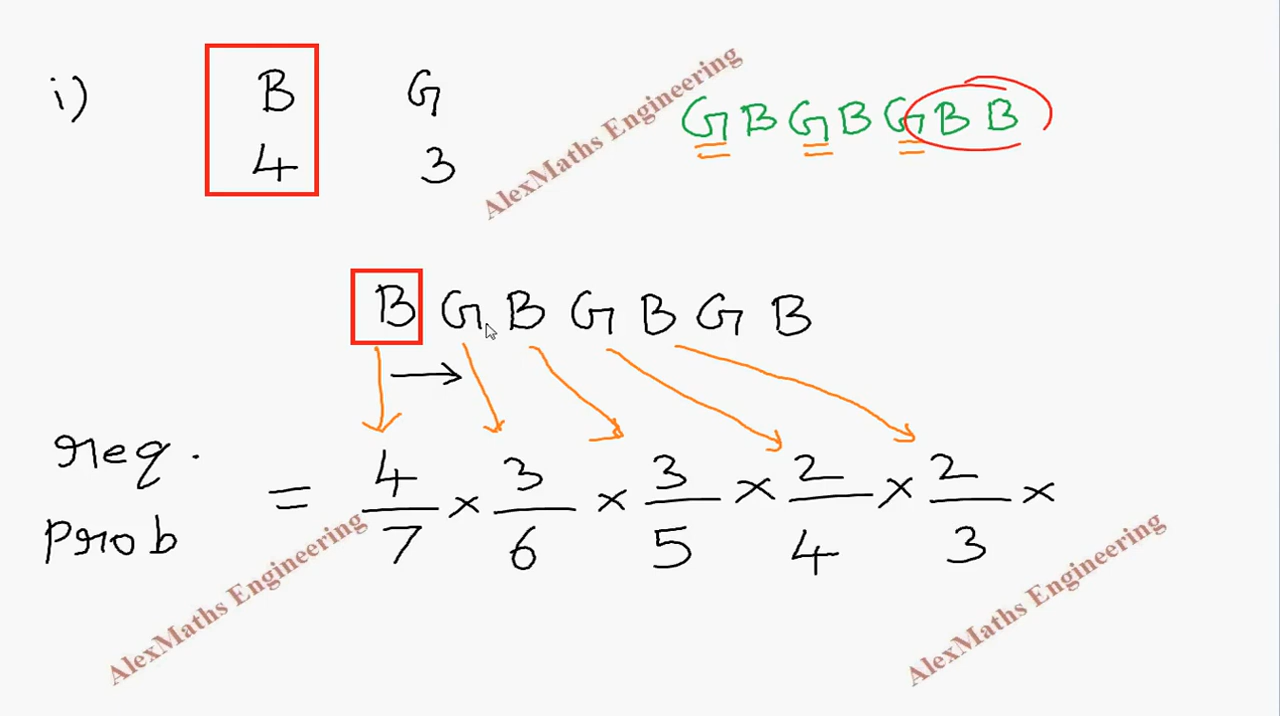 i) B G
4 3
G B G B G B B
AlexMaths Engineering
B G B G B G B
req.
prob
= 4/7 × 3/6 × 3/5 × 2/4 × 2/3 ×
AlexMaths Engineering
AlexMaths Engineering